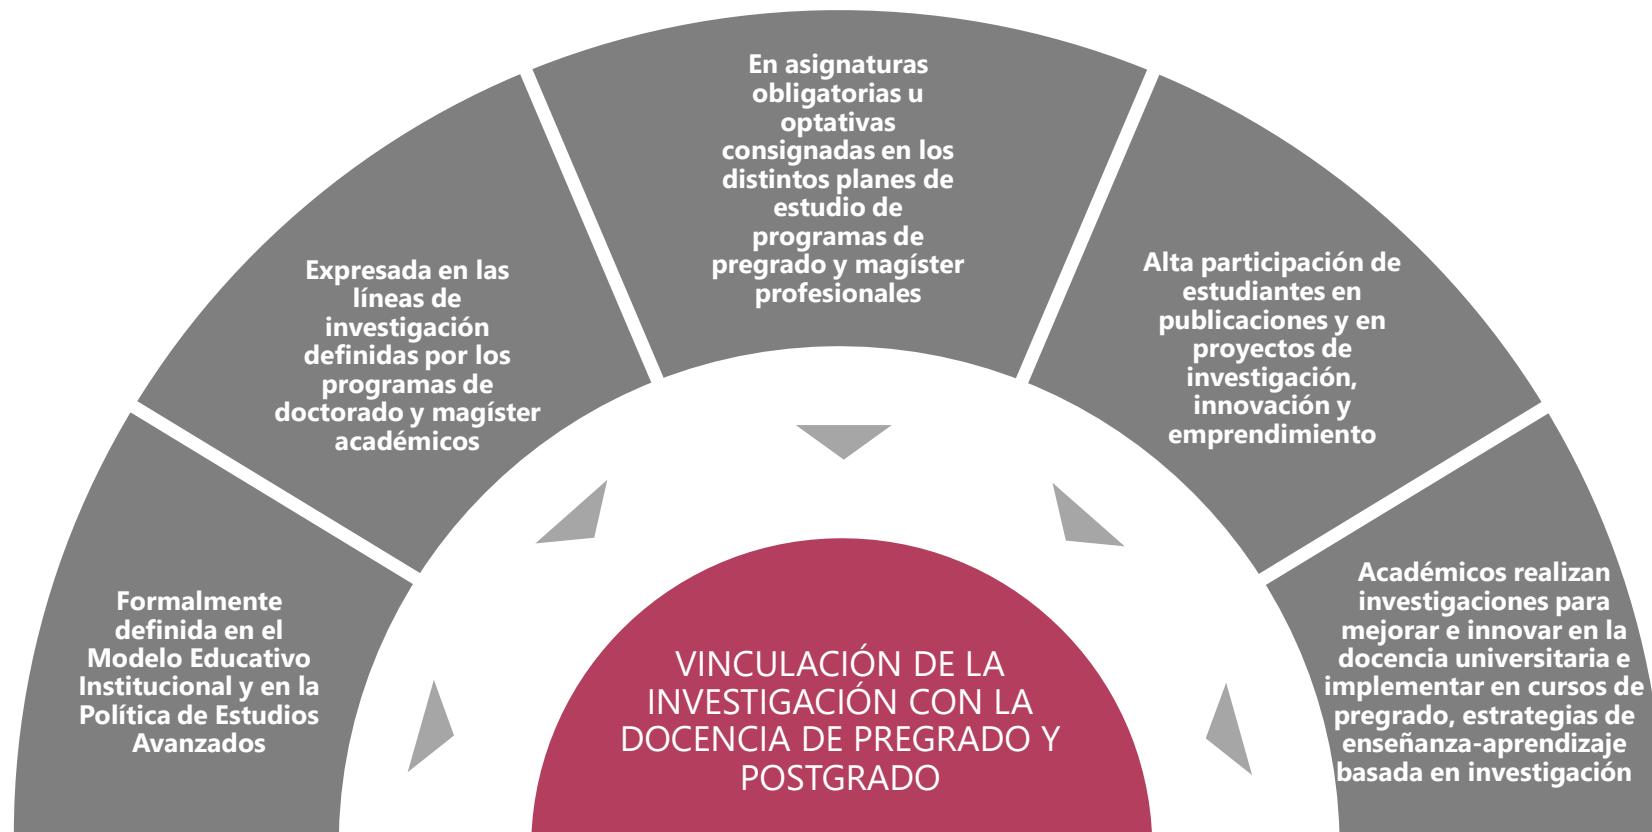 Formalmente
definida en el
Modelo Educativo
Institucional y en la
Política de Estudios
Avanzados
Expresada en las
líneas de
investigación
definidas por los
programas de
doctorado y magíster
académicos
En asignaturas
obligatorias u
optativas
consignadas en los
distintos planes de
estudio de
programas de
pregrado y magíster
profesionales
Alta participación de
estudiantes en
publicaciones y en
proyectos de
investigación,
innovación y
emprendimiento
Académicos realizan
investigaciones para
mejorar e innovar en la
docencia universitaria e
implementar en cursos de
pregrado, estrategias de
enseñanza-aprendizaje
basada en investigación
VINCULACIÓN DE LA
INVESTIGACIÓN CON LA
DOCENCIA DE PREGRADO Y
POSTGRADO